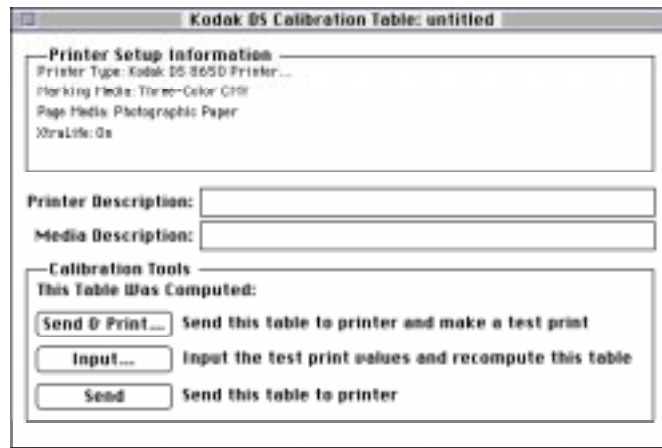 Kodak DS Calibration Table: untitled
Printer Setup Information
Printer Type: Kodak DS 8650 Printer...
Marking Media: Three-Color CMY
Page Media: Photographic Paper
XtraLife: On
Printer Description:
Media Description:
Calibration Tools
This Table Was Computed:
Send & Print... Send this table to printer and make a test print
Input... Input the test print values and recompute this table
Send Send this table to printer